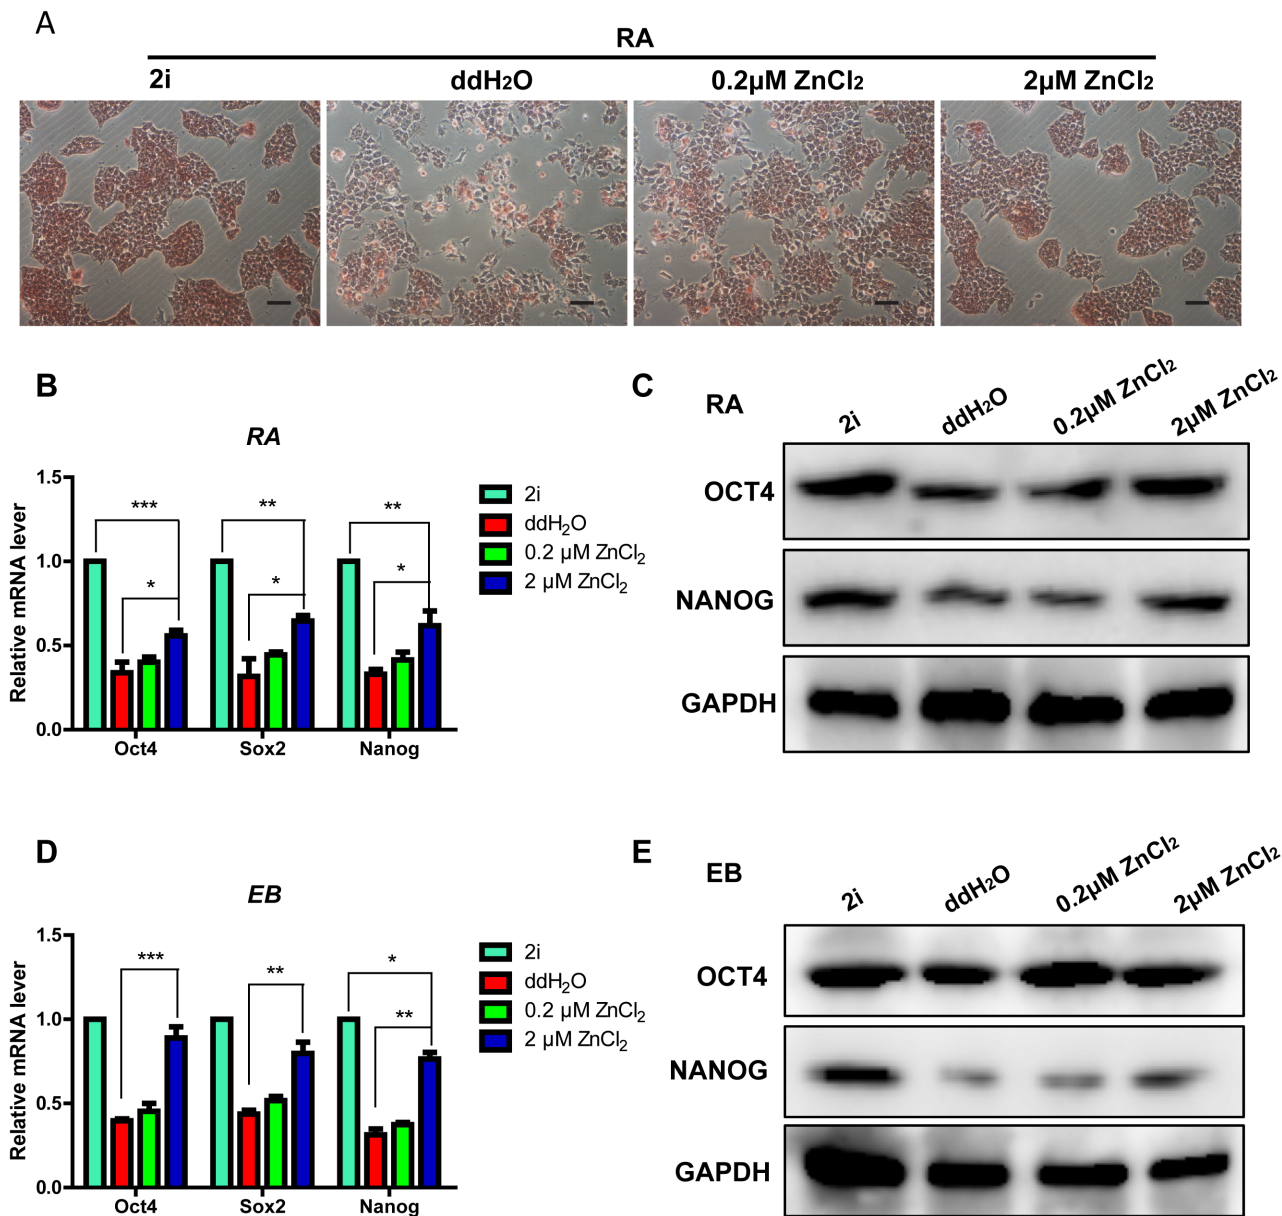 A
RA
2i ddH2O 0.2µM ZnCl2 2µM ZnCl2
B
RA
Relative mRNA lever
1.5
1.0
0.5
0.0
*** ** **
* * *
Oct4 Sox2 Nanog
2i
ddH2O
0.2 µM ZnCl2
2 µM ZnCl2
C
RA
2i ddH2O 0.2µM ZnCl2 2µM ZnCl2
OCT4
NANOG
GAPDH
D
EB
Relative mRNA lever
1.5
1.0
0.5
0.0
*** ** *
**
Oct4 Sox2 Nanog
2i
ddH2O
0.2 µM ZnCl2
2 µM ZnCl2
E
EB
2i ddH2O 0.2µM ZnCl2 2µM ZnCl2
OCT4
NANOG
GAPDH